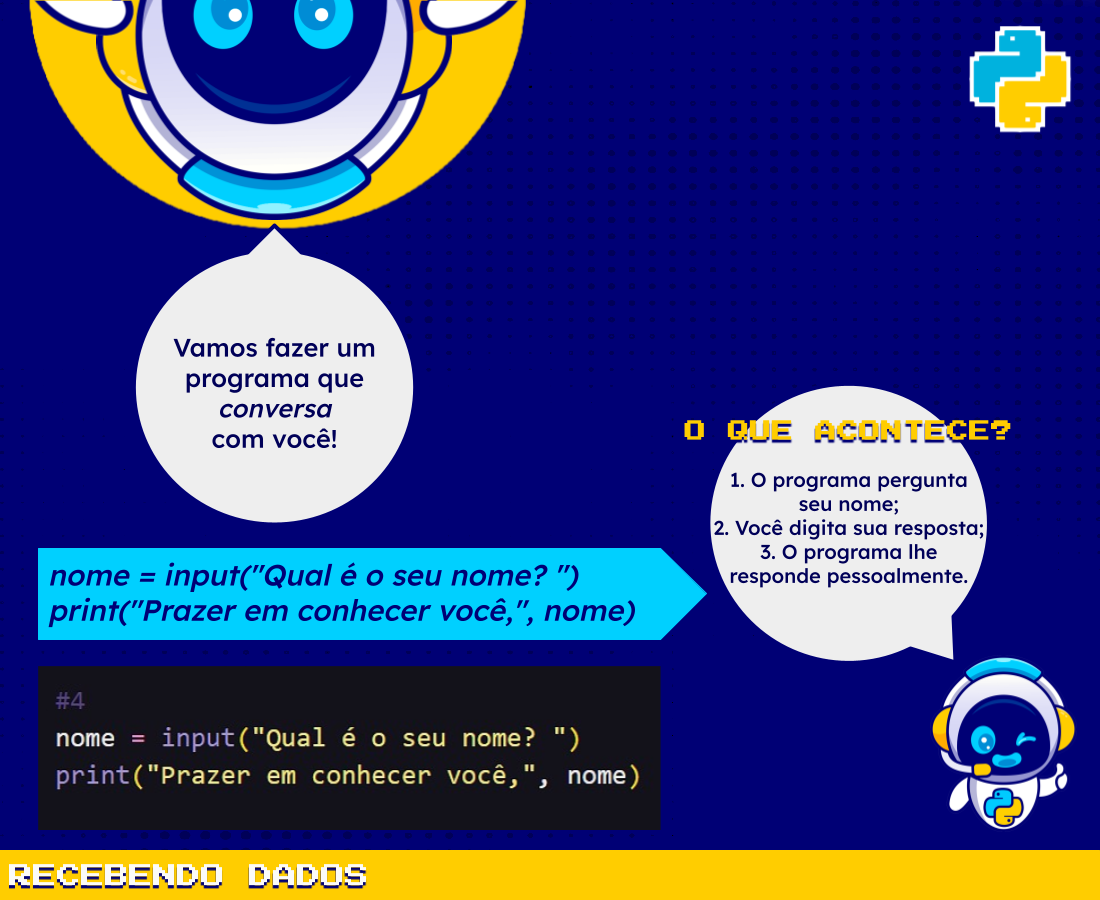 Vamos fazer um
programa que
conversa
com você!
O QUE ACONTECE?
1. O programa pergunta
seu nome;
2. Você digita sua resposta;
3. O programa lhe
responde pessoalmente.
nome = input("Qual é o seu nome? ")
print("Prazer em conhecer você,", nome)
#4
nome = input("Qual é o seu nome? ")
print("Prazer em conhecer você,", nome)
RECEBENDO DADOS